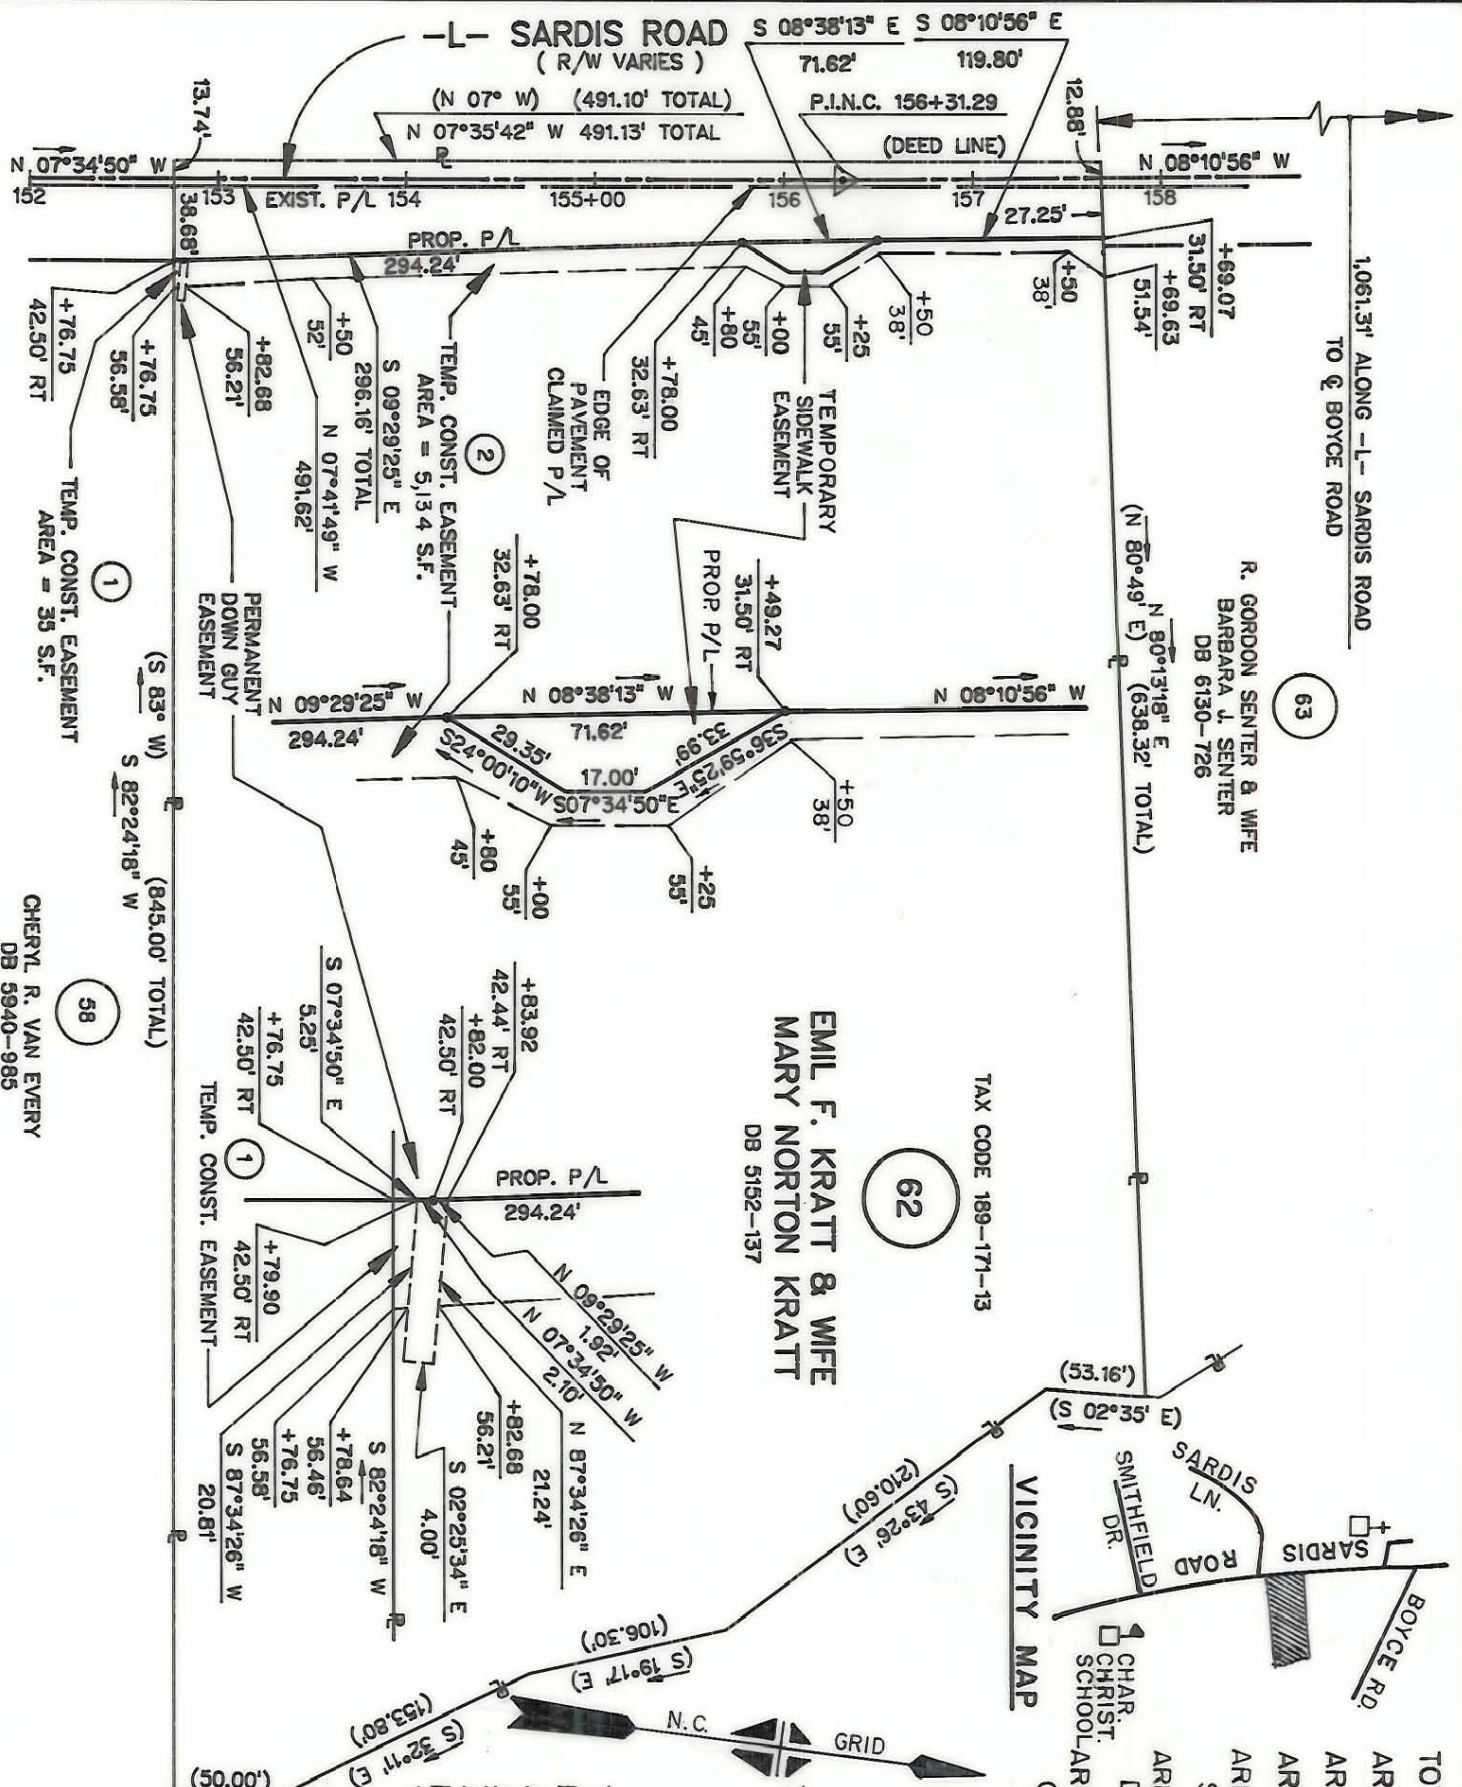 -L- SARDIS ROAD
( R/W VARIES )
S 08°38'13" E
71.62'
S 08°10'56" E
119.80'
(N 07° W) (491.10' TOTAL)
N 07°35'42" W 491.13' TOTAL
P.I.N.C. 156+31.29
(DEED LINE)
13.74'
12.88'
N 07°34'50" W
N 08°10'56" W
152
153
EXIST. P/L
154
155+00
156
157
158
38.68'
27.25'
PROP. P/L
294.24'
1,061.31' ALONG -L- SARDIS ROAD
TO ℄ BOYCE ROAD
+69.07
31.50' RT
+69.63
51.54'
+50
38'
+50
38'
+25
55'
+00
55'
+80
45'
+78.00
32.63' RT
TEMPORARY
SIDEWALK
EASEMENT
EDGE OF
PAVEMENT
CLAIMED P/L
2
TEMP. CONST. EASEMENT
AREA = 5,134 S.F.
S 09°29'25" E
296.16' TOTAL
N 07°41'49" W
491.62'
+50
52'
+82.68
56.21'
+76.75
56.58'
+76.75
42.50' RT
TEMP. CONST. EASEMENT
AREA = 35 S.F.
1
PERMANENT
DOWN GUY
EASEMENT
63
R. GORDON SENTER & WIFE
BARBARA J. SENTER
DB 6130-726
(N 80°49' E)
N 80°13'18" E
(638.32' TOTAL)
+78.00
32.63' RT
+49.27
31.50' RT
PROP. P/L
N 09°29'25" W
294.24'
N 08°38'13" W
71.62'
N 08°10'56" W
29.35'
S24°00'10"W
17.00'
S07°34'50"E
33.99'
S36°59'25"E
+50
38'
+25
55'
+00
55'
+80
45'
(S 83° W)
S 82°24'18" W
(845.00' TOTAL)
58
CHERYL R. VAN EVERY
DB 5940-985
TAX CODE 189-171-13
62
EMIL F. KRATT & WIFE
MARY NORTON KRATT
DB 5152-137
+83.92
42.44' RT
+82.00
42.50' RT
S 07°34'50" E
5.25'
+76.75
42.50' RT
1
TEMP. CONST. EASEMENT
+79.90
42.50' RT
PROP. P/L
294.24'
N 09°29'25" W
1.92'
N 07°34'50" W
2.10'
N 87°34'26" E
21.24'
+82.68
56.21'
S 02°25'34" E
4.00'
S 82°24'18" W
+78.64
56.46'
+76.75
56.58'
S 87°34'26" W
20.81'
(53.16')
(S 02°35' E)
(210.60')
(S 43°26' E)
(106.30')
(S 19°17' E)
(153.80')
(S 32°11' E)
(50.00')
VICINITY MAP
SARDIS
LN.
SMITHFIELD
DR.
SARDIS
ROAD
BOYCE RD.
CHAR.
CHRIST.
SCHOOL
N.C.
GRID
TO
AR
AR
AR
AR
AR
AR